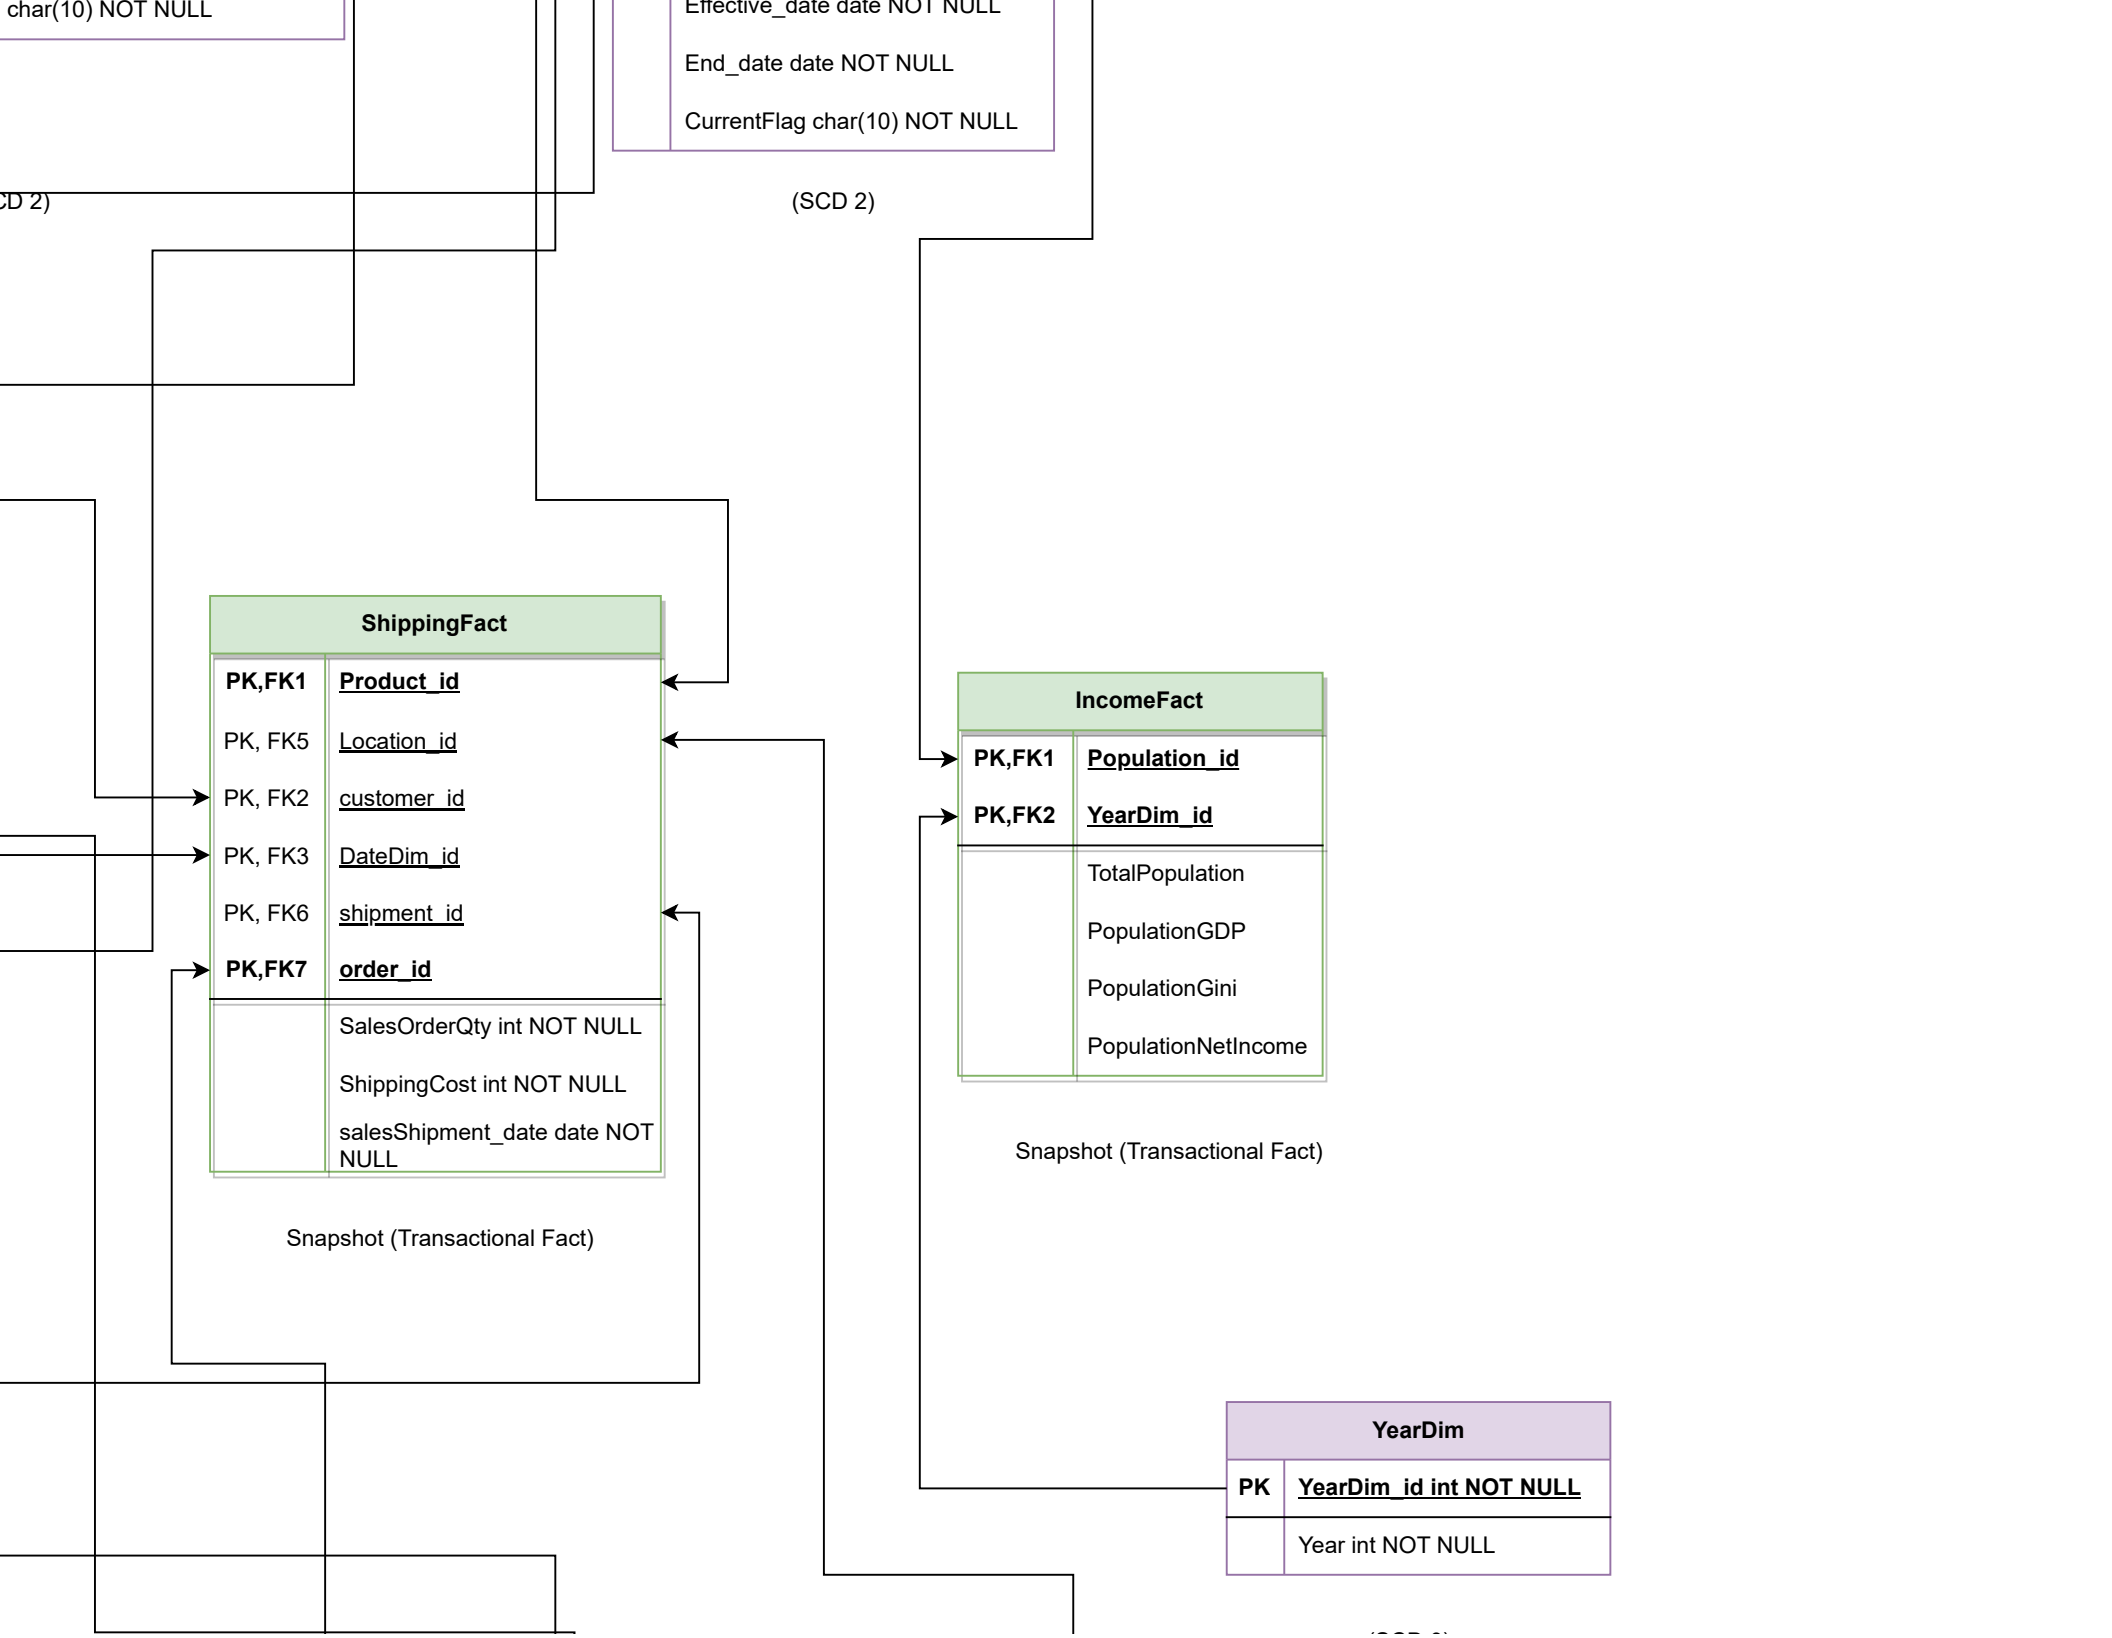 char(10) NOT NULL
Effective_date date NOT NULL
End_date date NOT NULL
CurrentFlag char(10) NOT NULL
CD 2)
(SCD 2)
ShippingFact
PK,FK1 Product_id
PK, FK5 Location_id
PK, FK2 customer_id
PK, FK3 DateDim_id
PK, FK6 shipment_id
PK,FK7 order_id
SalesOrderQty int NOT NULL
ShippingCost int NOT NULL
salesShipment_date date NOT
NULL
Snapshot (Transactional Fact)
IncomeFact
PK,FK1 Population_id
PK,FK2 YearDim_id
TotalPopulation
PopulationGDP
PopulationGini
PopulationNetIncome
Snapshot (Transactional Fact)
YearDim
PK YearDim_id int NOT NULL
Year int NOT NULL